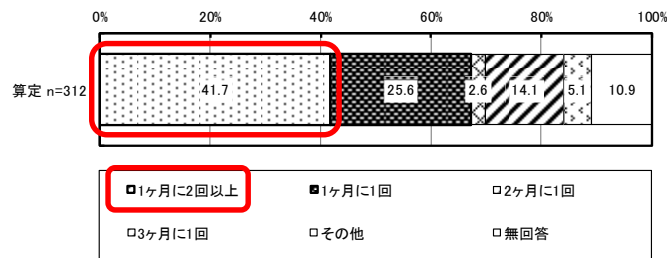 0% 20% 40% 60% 80% 100%
算定 n=312 41.7 25.6 2.6 14.1 5.1 10.9
1ヶ月に2回以上 1ヶ月に1回 2ヶ月に1回
3ヶ月に1回 その他 無回答